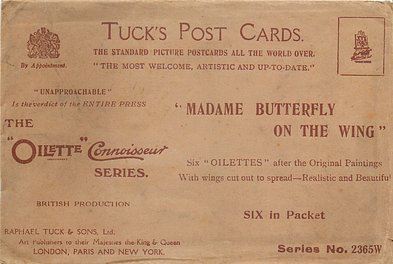 TUCK'S POST CARDS.
By Appointment.
THE STANDARD PICTURE POSTCARDS ALL THE WORLD OVER.
"THE MOST WELCOME, ARTISTIC AND UP-TO-DATE."
"UNAPPROACHABLE"
Is the verdict of the ENTIRE PRESS
THE
"OILETTE" Connoisseur
SERIES.
BRITISH PRODUCTION
"MADAME BUTTERFLY
ON THE WING"
Six "OILETTES" after the Original Paintings
With wings cut out to spread—Realistic and Beautiful
SIX in Packet
RAPHAEL TUCK & SONS, Ltd.
Art Publishers to their Majesties the King & Queen
LONDON, PARIS AND NEW YORK.
Series No. 2365W